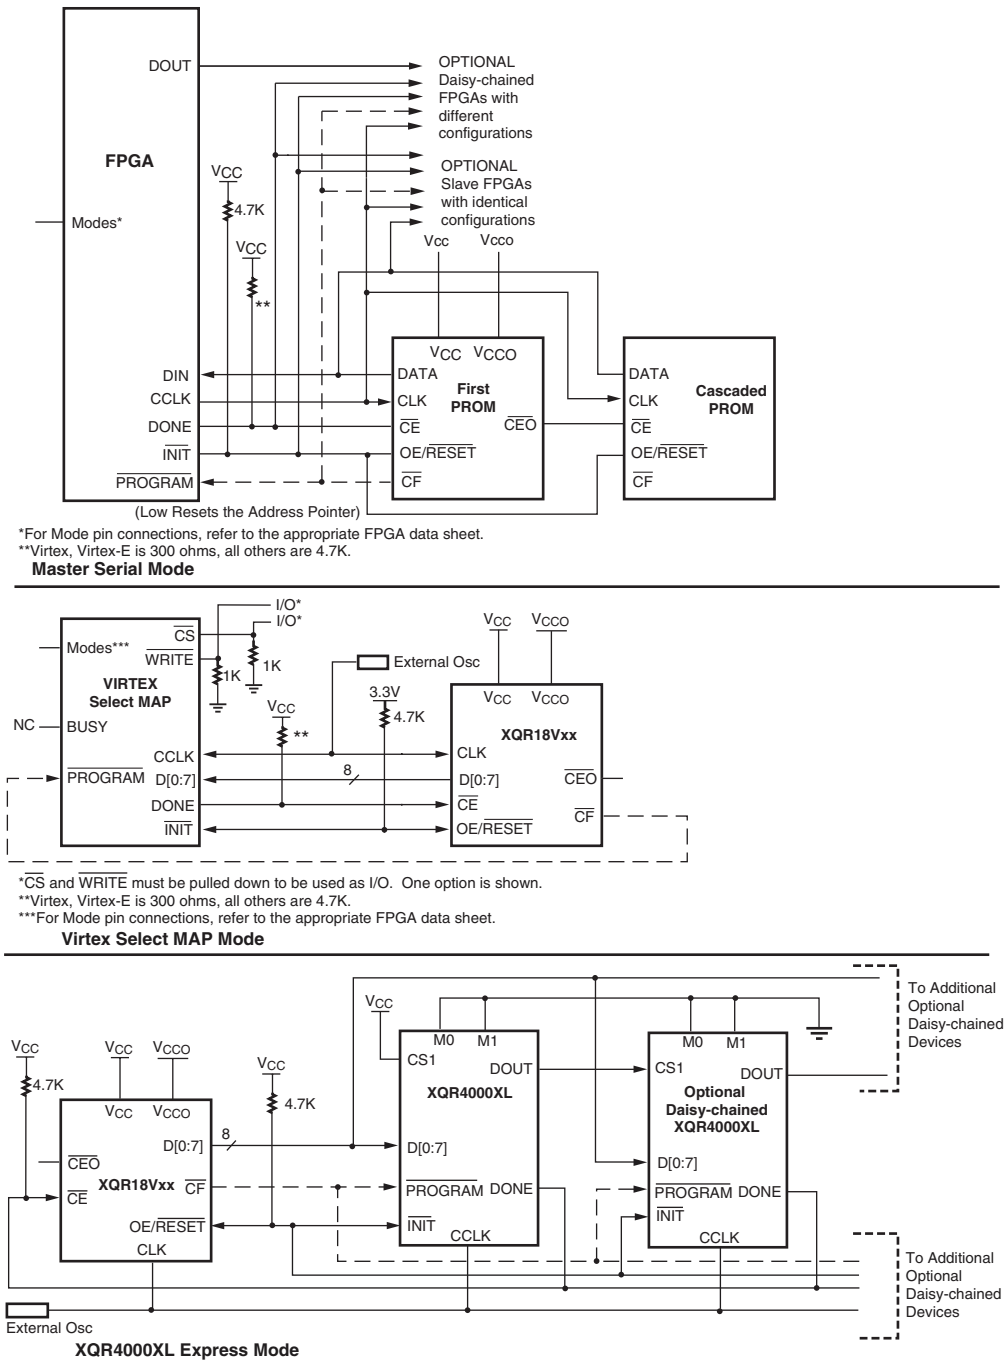 DOUT
OPTIONAL
Daisy-chained
FPGAs with
different
configurations
FPGA
OPTIONAL
Slave FPGAs
with identical
configurations
VCC
4.7K
Modes*
VCC
**
Vcc
Vcco
VCC VCCO
DIN
DATA
First
PROM
DATA
Cascaded
PROM
CCLK
CLK
CLK
DONE
CE
CEO
CE
INIT
OE/RESET
OE/RESET
PROGRAM
CF
CF
(Low Resets the Address Pointer)
*For Mode pin connections, refer to the appropriate FPGA data sheet.
**Virtex, Virtex-E is 300 ohms, all others are 4.7K.
Master Serial Mode
I/O*
I/O*
CS
Modes***
WRITE
1K
1K
VIRTEX
Select MAP
External Osc
VCC
VCCO
VCC VCCO
3.3V
4.7K
VCC
**
NC
BUSY
XQR18Vxx
CCLK
CLK
PROGRAM
D[0:7]
8
D[0:7]
CEO
DONE
CE
CF
INIT
OE/RESET
*CS and WRITE must be pulled down to be used as I/O. One option is shown.
**Virtex, Virtex-E is 300 ohms, all others are 4.7K.
***For Mode pin connections, refer to the appropriate FPGA data sheet.
Virtex Select MAP Mode
To Additional
Optional
Daisy-chained
Devices
VCC
M0 M1
M0 M1
CS1
DOUT
CS1
DOUT
XQR4000XL
Optional
Daisy-chained
XQR4000XL
VCC
VCC
VCCO
VCC
4.7K
4.7K
VCC VCCO
D[0:7]
8
D[0:7]
D[0:7]
CEO
XQR18Vxx
CF
PROGRAM DONE
PROGRAM DONE
CE
OE/RESET
INIT
INIT
CLK
CCLK
CCLK
To Additional
Optional
Daisy-chained
Devices
External Osc
XQR4000XL Express Mode